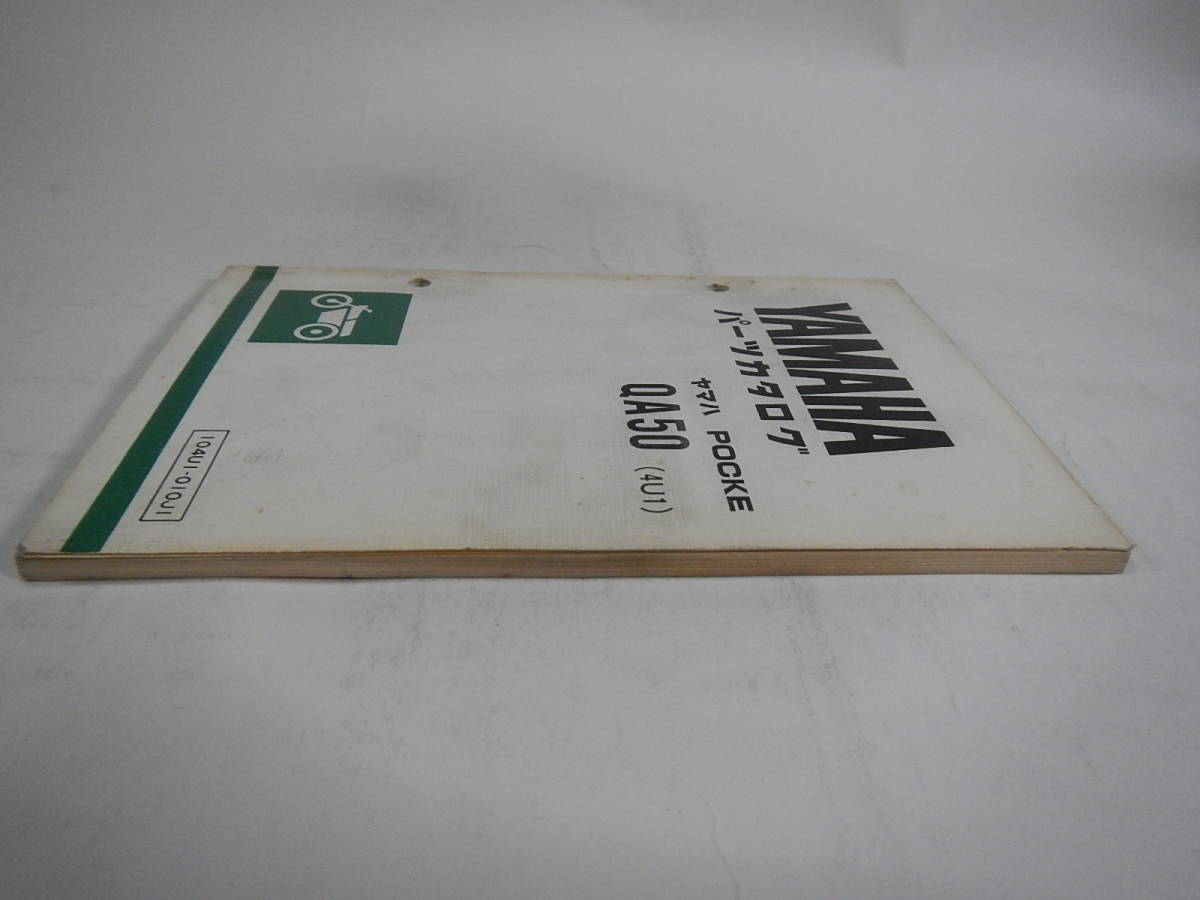 YAMAHA
パーツカタログ
ヤマハ POCKE
QA50 (4U1)
104U1-010J1